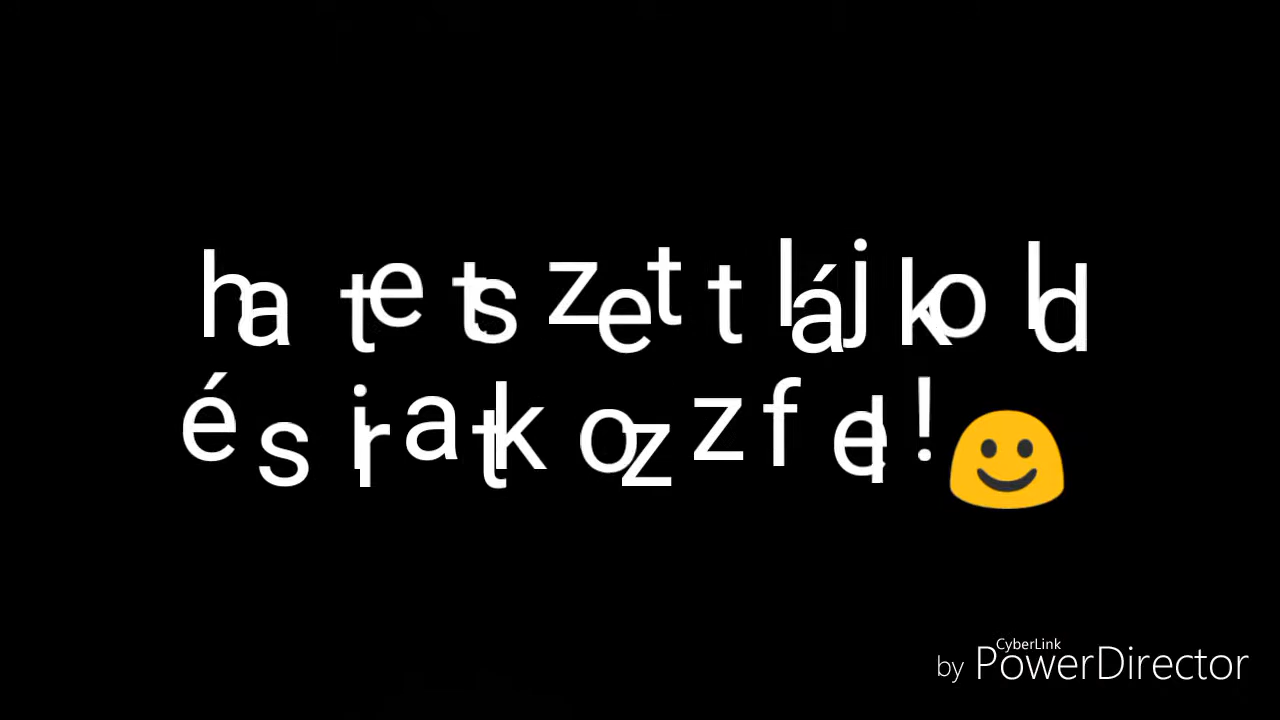 ha tetszett lájkold
és iratkozz fel!🙂
by CyberLink PowerDirector